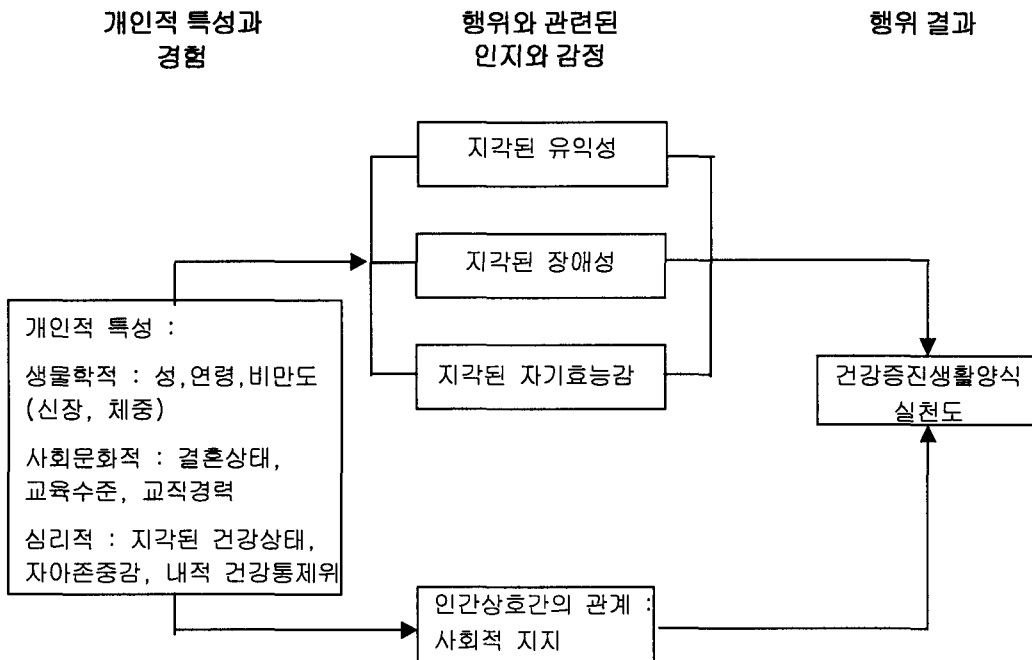 개인적 특성과
경험
행위와 관련된
인지와 감정
행위 결과
지각된 유익성
지각된 장애성
지각된 자기효능감
개인적 특성 :
생물학적 : 성,연령,비만도
(신장, 체중)
사회문화적 : 결혼상태,
교육수준, 교직경력
심리적 : 지각된 건강상태,
자아존중감, 내적 건강통제위
인간상호간의 관계 :
사회적 지지
건강증진생활양식
실천도